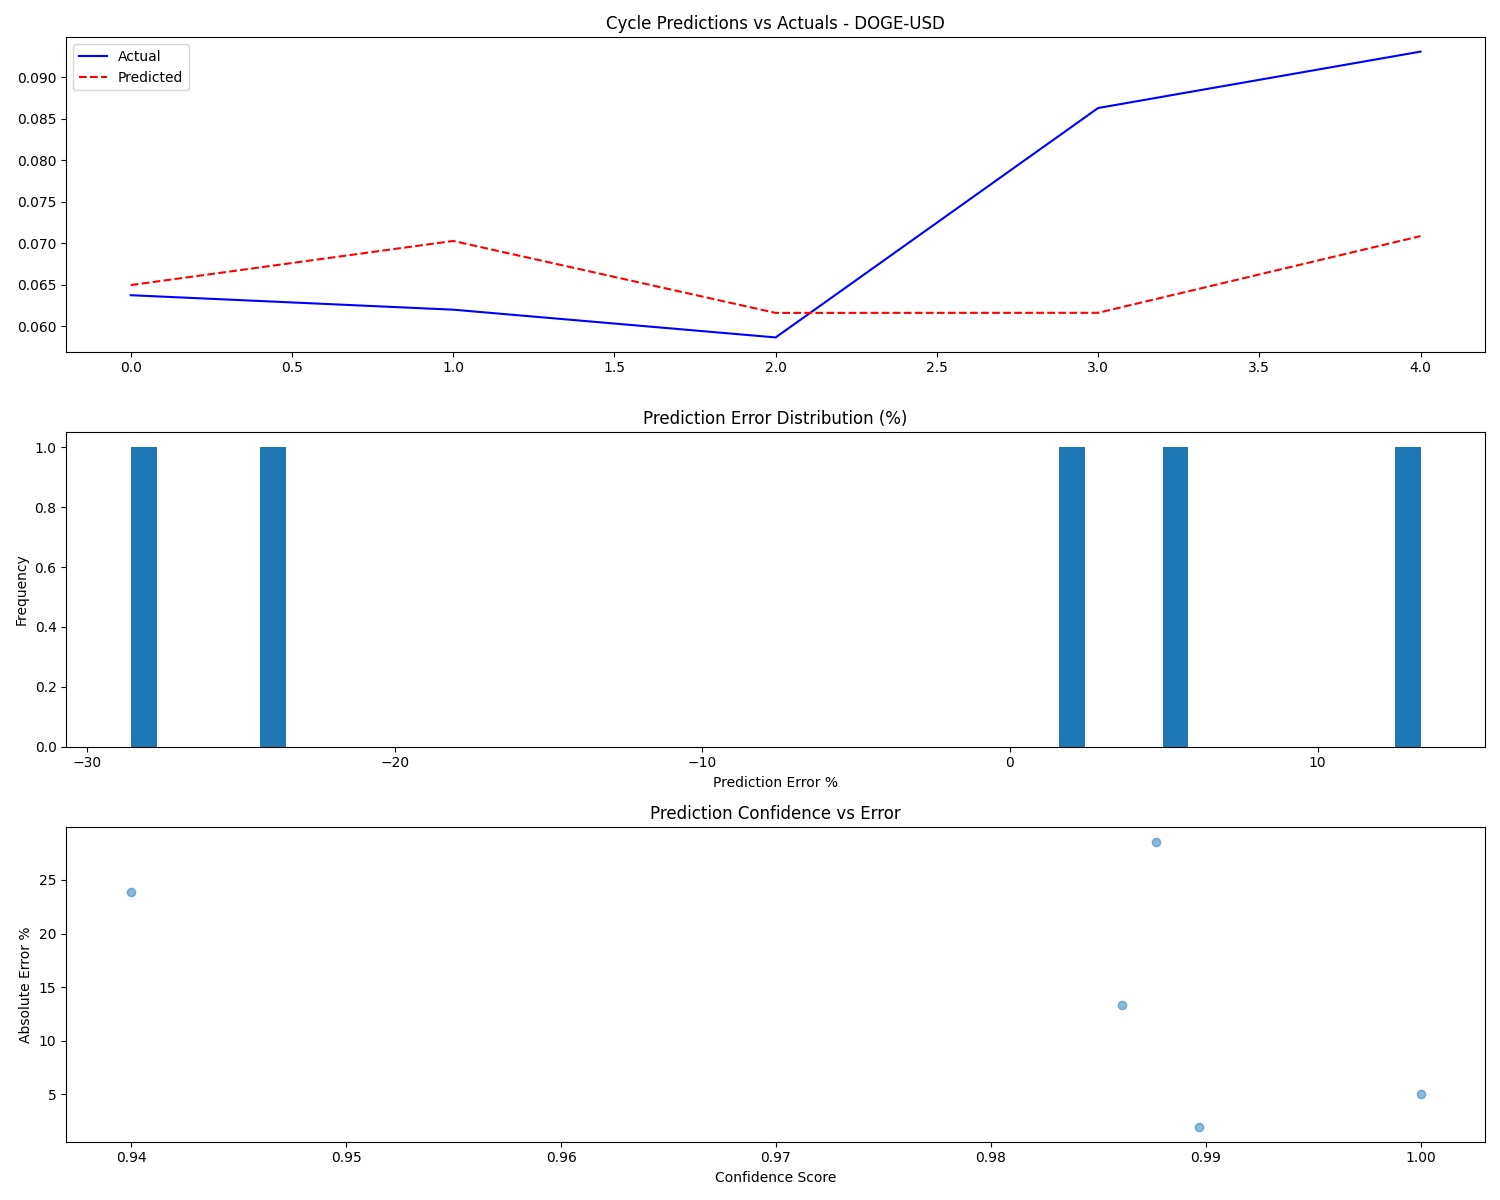 Cycle Predictions vs Actuals - DOGE-USD
Actual
Predicted
0.090
0.085
0.080
0.075
0.070
0.065
0.060
0.0 0.5 1.0 1.5 2.0 2.5 3.0 3.5 4.0
Prediction Error Distribution (%)
Frequency
1.0
0.8
0.6
0.4
0.2
0.0
−30 −20 −10 0 10
Prediction Error %
Prediction Confidence vs Error
Absolute Error %
25
20
15
10
5
0.94 0.95 0.96 0.97 0.98 0.99 1.00
Confidence Score